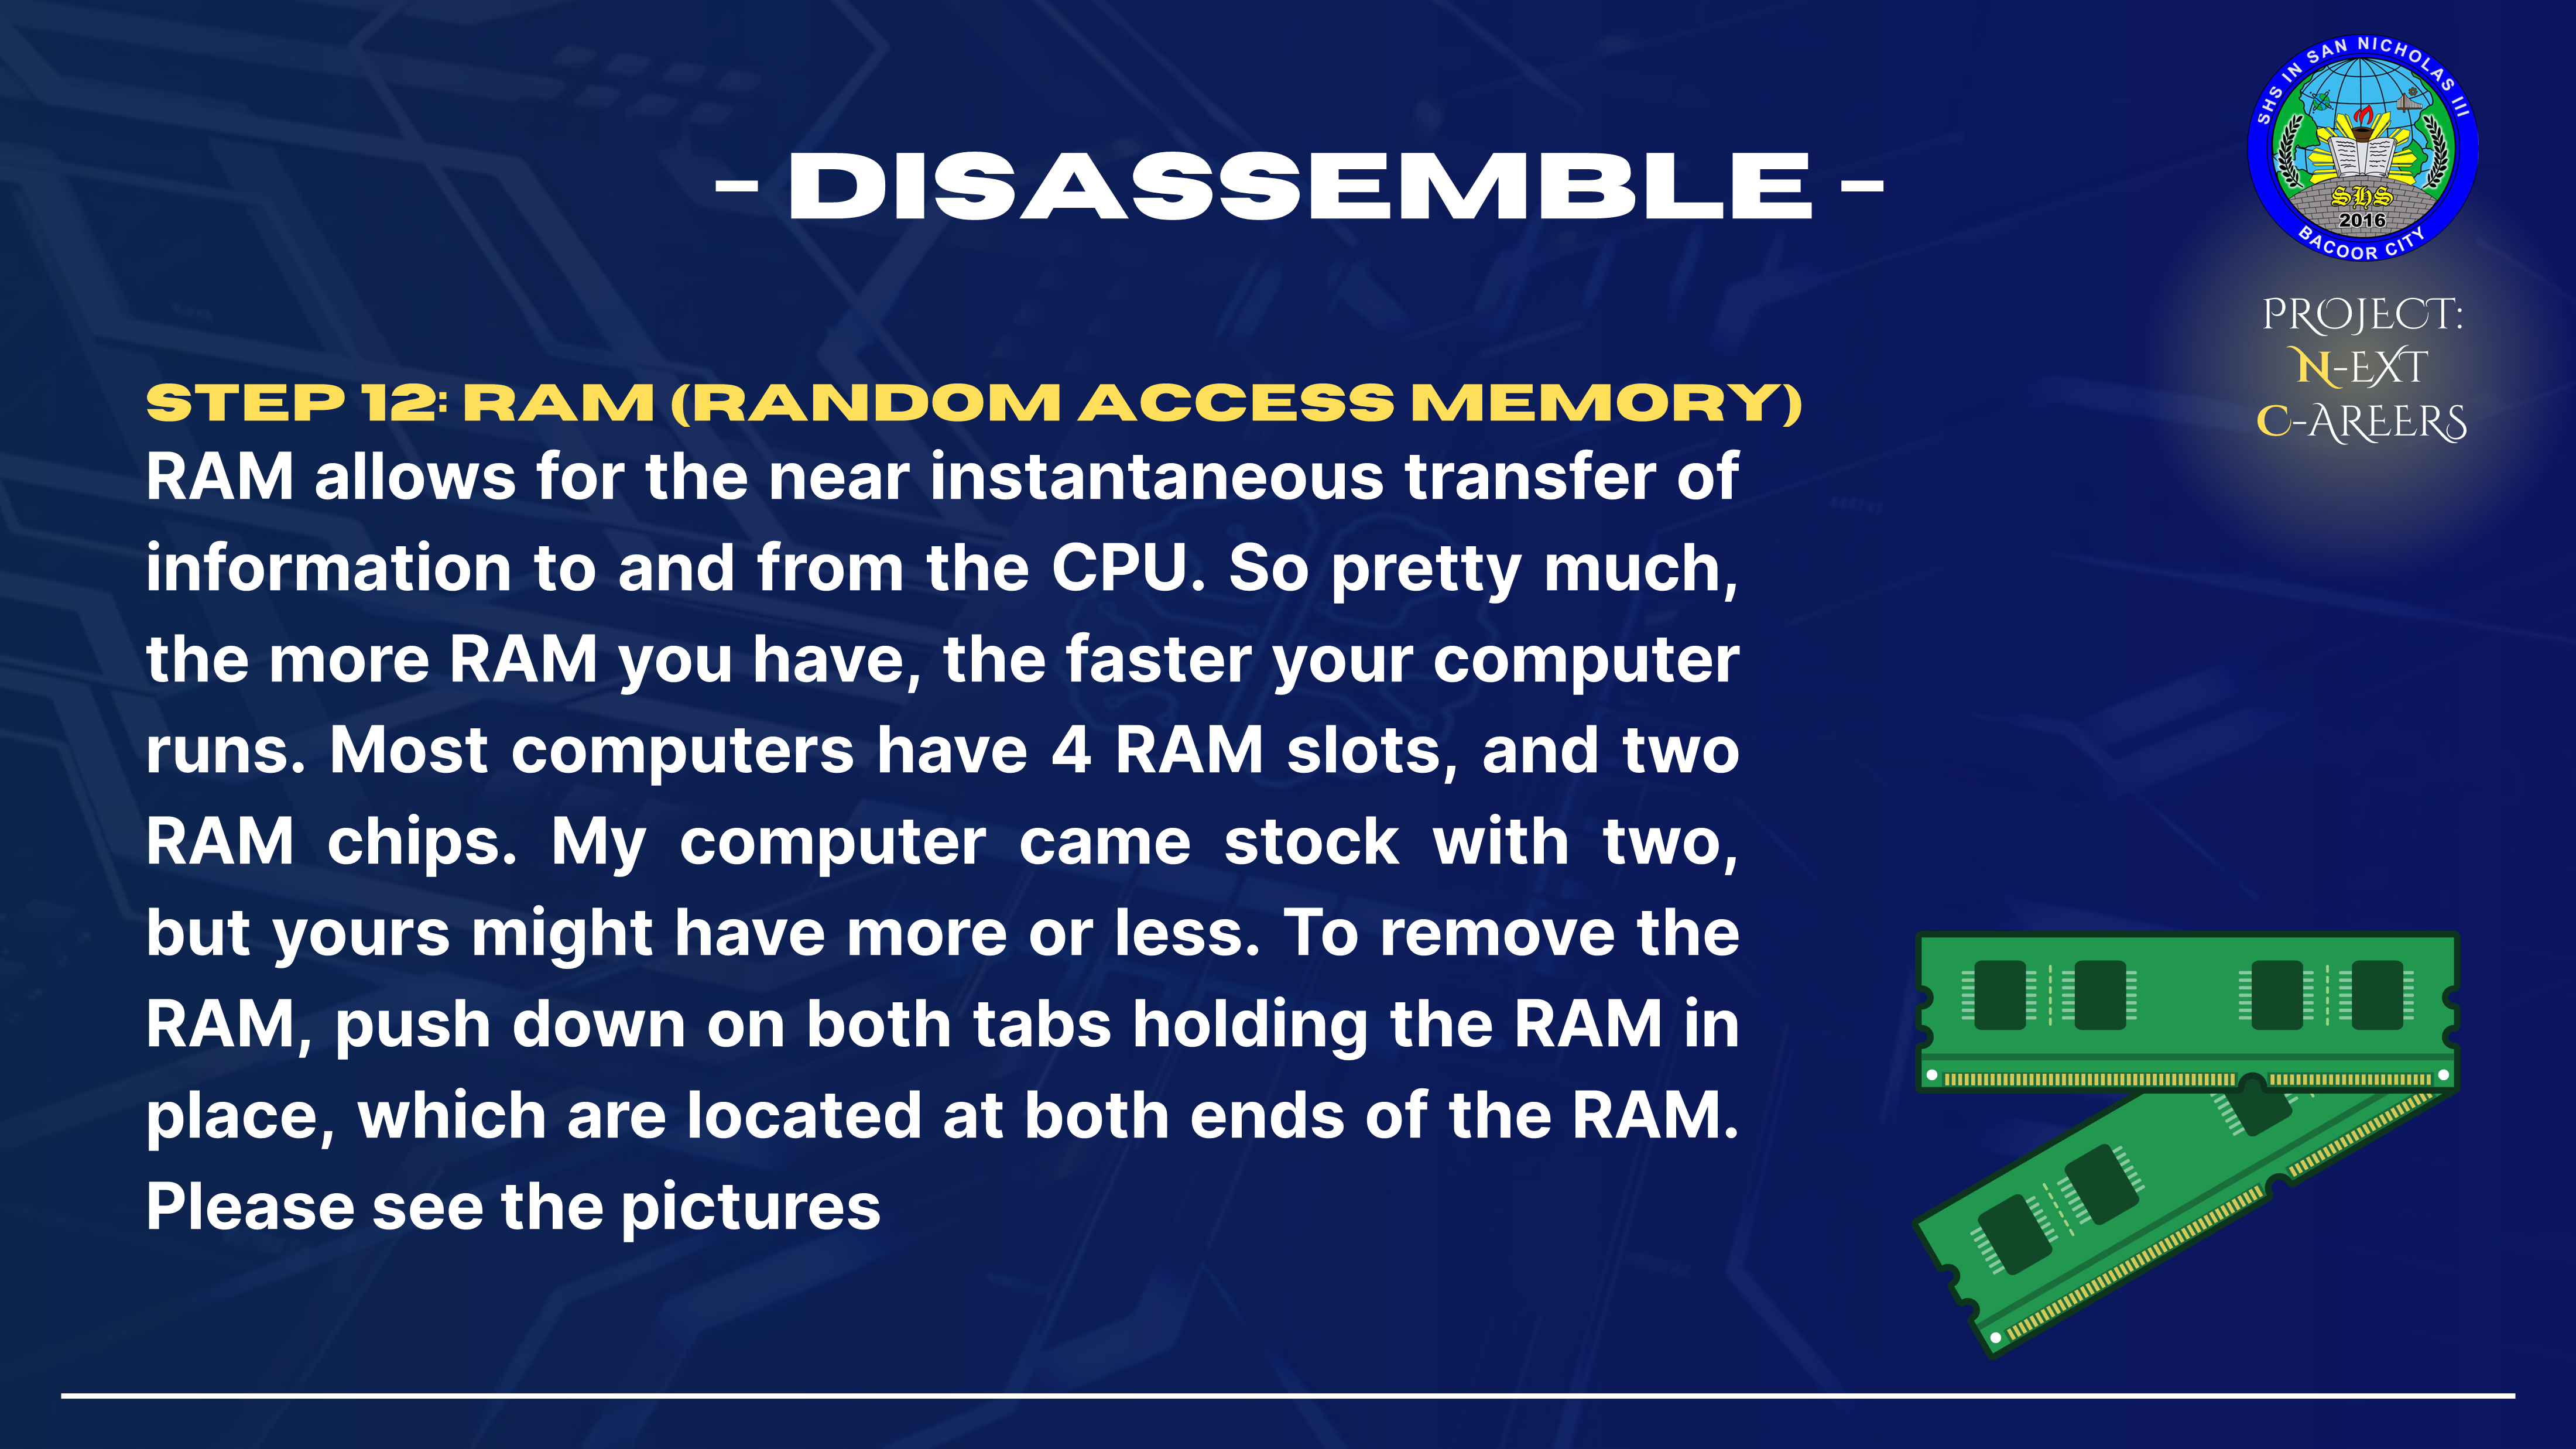 - DISASSEMBLE -
SHS IN SAN NICHOLAS III
SHS
2016
BACOOR CITY
PROJECT:
N-EXT
C-AREERS
STEP 12: RAM (RANDOM ACCESS MEMORY)
RAM allows for the near instantaneous transfer of
information to and from the CPU. So pretty much,
the more RAM you have, the faster your computer
runs. Most computers have 4 RAM slots, and two
RAM chips. My computer came stock with two,
but yours might have more or less. To remove the
RAM, push down on both tabs holding the RAM in
place, which are located at both ends of the RAM.
Please see the pictures